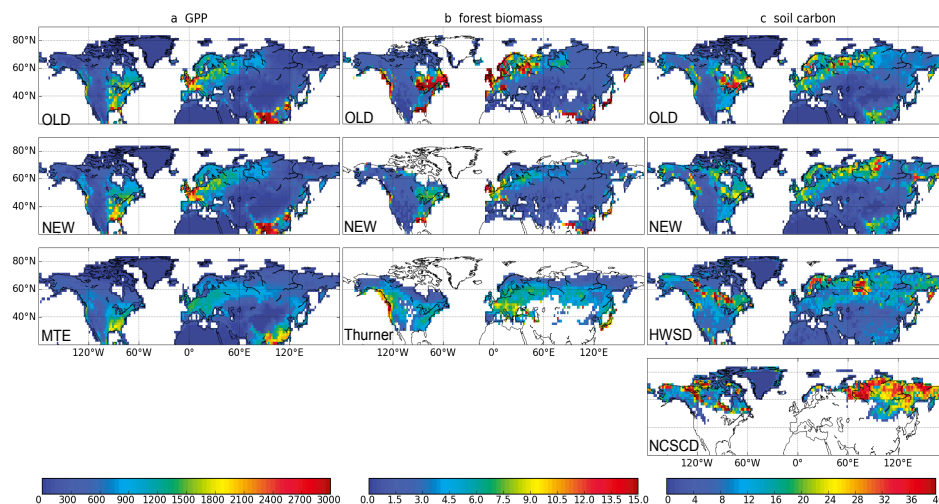 a GPP
b forest biomass
c soil carbon
80°N
60°N
40°N
OLD
OLD
OLD
80°N
60°N
40°N
NEW
NEW
NEW
80°N
60°N
40°N
MTE
Thurner
HWSD
120°W 60°W 0° 60°E 120°E
120°W 60°W 0° 60°E 120°E
NCSCD
120°W 60°W 0° 60°E 120°E
300 600 900 1200 1500 1800 2100 2400 2700 3000
0.0 1.5 3.0 4.5 6.0 7.5 9.0 10.5 12.0 13.5 15.0
0 4 8 12 16 20 24 28 32 36 40